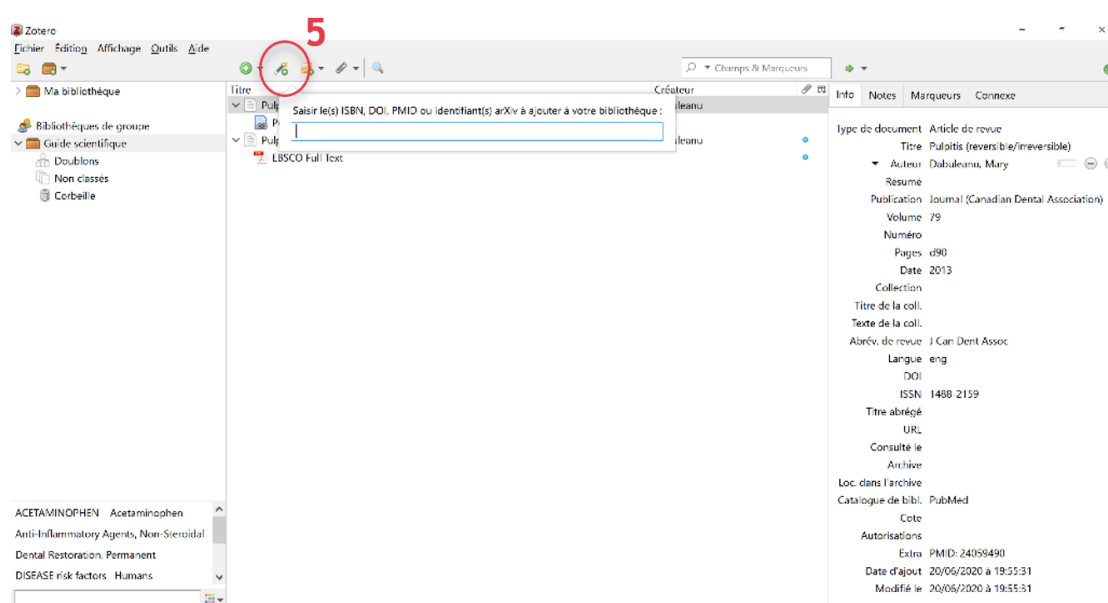 5
Zotero
Fichier Édition Affichage Outils Aide
Champs & Marqueurs
Ma bibliothèque
Bibliothèques de groupe
Guide scientifique
Doublons
Non classés
Corbeille
ACETAMINOPHEN Acetaminophen
Anti-Inflammatory Agents, Non-Steroidal
Dental Restoration, Permanent
DISEASE risk factors Humans
Titre Créateur
Pulp
Saisir le(s) ISBN, DOI, PMID ou identifiant(s) arXiv à ajouter à votre bibliothèque :
uleanu
P
Pulp
uleanu
EBSCO Full Text
Info Notes Marqueurs Connexe
Type de document Article de revue
Titre Pulpitis (reversible/irreversible)
Auteur Dabuleanu, Mary
Résumé
Publication Journal (Canadian Dental Association)
Volume 79
Numéro
Pages d90
Date 2013
Collection
Titre de la coll.
Texte de la coll.
Abrév. de revue J Can Dent Assoc
Langue eng
DOI
ISSN 1488-2159
Titre abrégé
URL
Consulté le
Archive
Loc. dans l'archive
Catalogue de bibl. PubMed
Cote
Autorisations
Extra PMID: 24059490
Date d'ajout 20/06/2020 à 19:55:31
Modifié le 20/06/2020 à 19:55:31